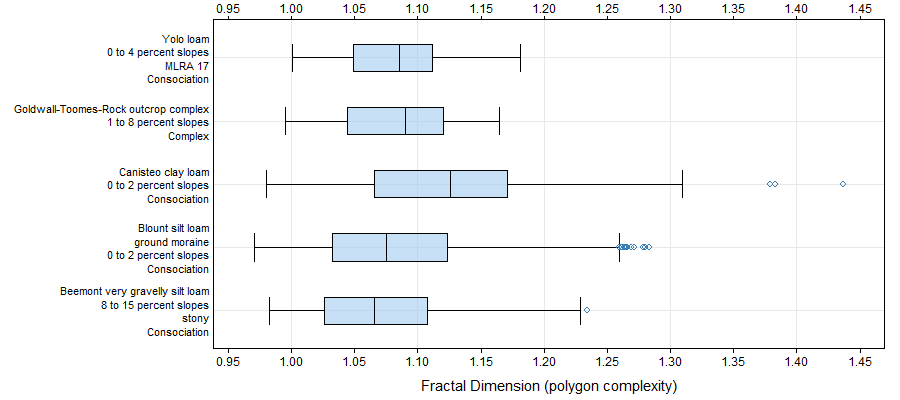 0.95 1.00 1.05 1.10 1.15 1.20 1.25 1.30 1.35 1.40 1.45
Yolo loam
0 to 4 percent slopes
MLRA 17
Consociation
Goldwall-Toomes-Rock outcrop complex
1 to 8 percent slopes
Complex
Canisteo clay loam
0 to 2 percent slopes
Consociation
Blount silt loam
ground moraine
0 to 2 percent slopes
Consociation
Beemont very gravelly silt loam
8 to 15 percent slopes
stony
Consociation
0.95 1.00 1.05 1.10 1.15 1.20 1.25 1.30 1.35 1.40 1.45
Fractal Dimension (polygon complexity)